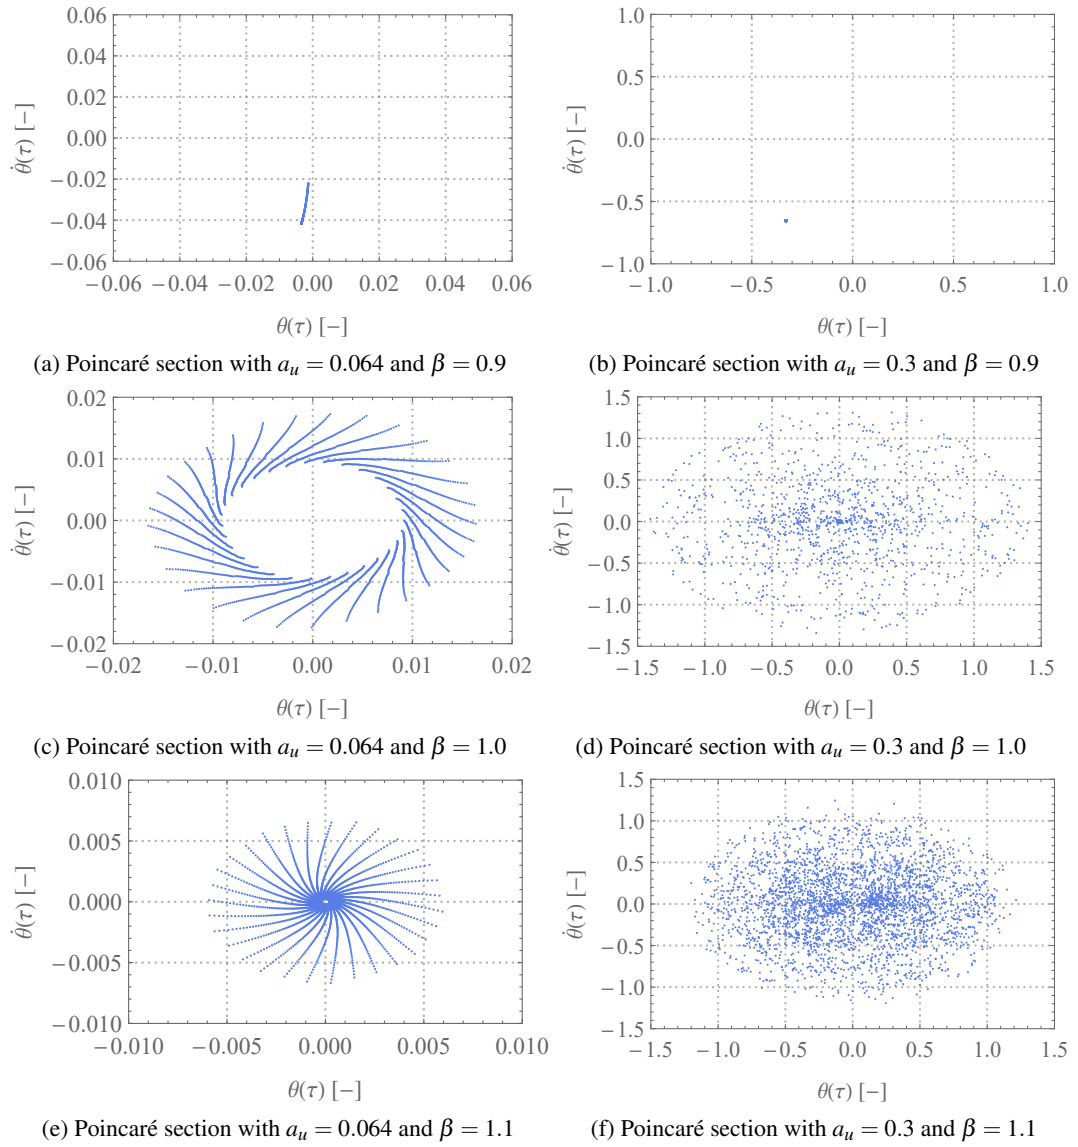 0.06
0.04
0.02
0.00
−0.02
−0.04
−0.06
θ̇(τ) [−]
−0.06 −0.04 −0.02 0.00 0.02 0.04 0.06
θ(τ) [−]
(a) Poincaré section with a_u = 0.064 and β = 0.9
1.0
0.5
0.0
−0.5
−1.0
θ̇(τ) [−]
−1.0 −0.5 0.0 0.5 1.0
θ(τ) [−]
(b) Poincaré section with a_u = 0.3 and β = 0.9
0.02
0.01
0.00
−0.01
−0.02
θ̇(τ) [−]
−0.02 −0.01 0.00 0.01 0.02
θ(τ) [−]
(c) Poincaré section with a_u = 0.064 and β = 1.0
1.5
1.0
0.5
0.0
−0.5
−1.0
−1.5
θ̇(τ) [−]
−1.5 −1.0 −0.5 0.0 0.5 1.0 1.5
θ(τ) [−]
(d) Poincaré section with a_u = 0.3 and β = 1.0
0.010
0.005
0.000
−0.005
−0.010
θ̇(τ) [−]
−0.010 −0.005 0.000 0.005 0.010
θ(τ) [−]
(e) Poincaré section with a_u = 0.064 and β = 1.1
1.5
1.0
0.5
0.0
−0.5
−1.0
−1.5
θ̇(τ) [−]
−1.5 −1.0 −0.5 0.0 0.5 1.0 1.5
θ(τ) [−]
(f) Poincaré section with a_u = 0.3 and β = 1.1